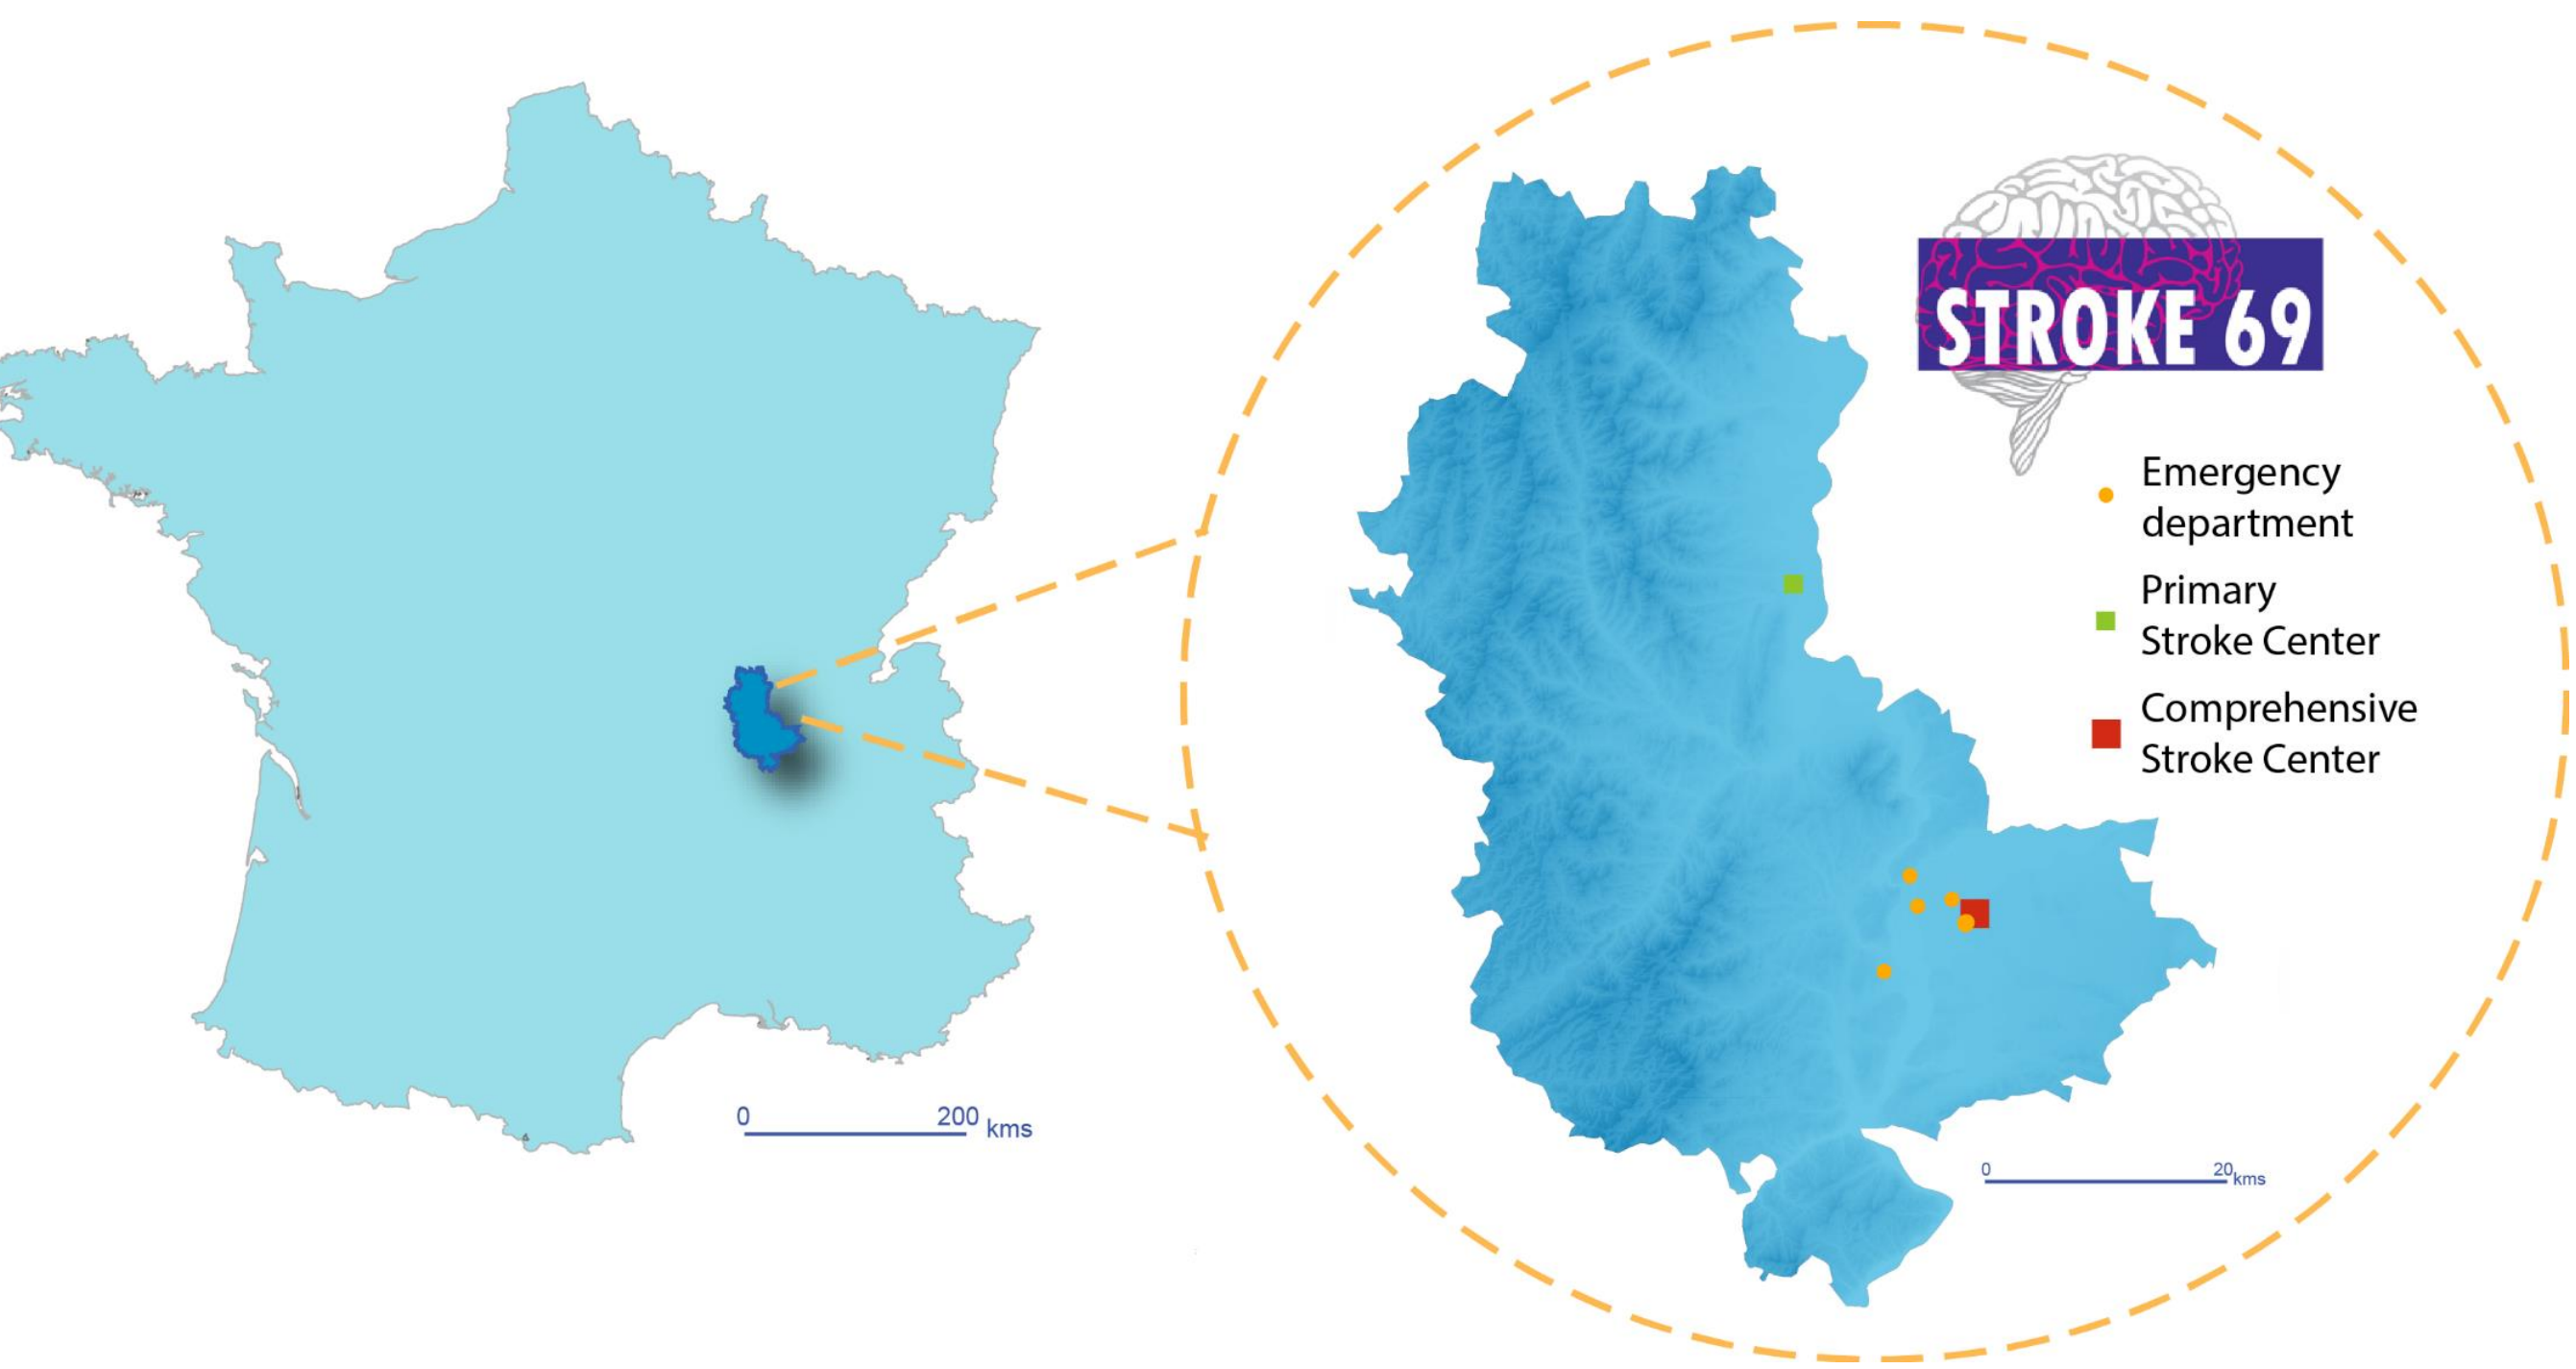 STROKE 69
Emergency
department
Primary
Stroke Center
Comprehensive
Stroke Center
0 200 kms
0 20 kms